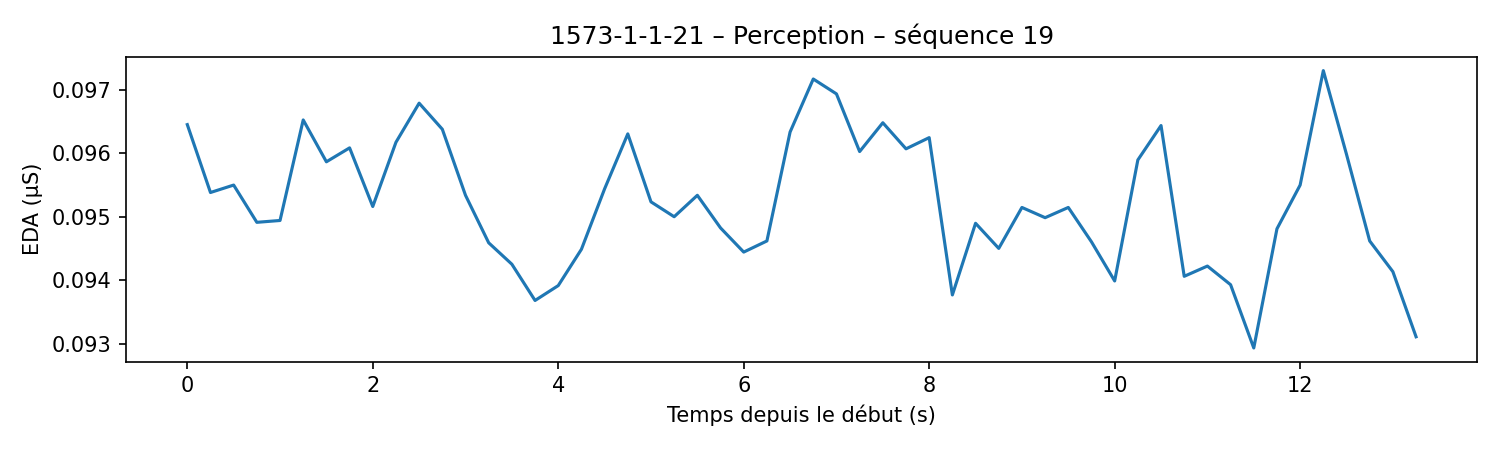 1573-1-1-21 – Perception – séquence 19
EDA (µS)
0.097
0.096
0.095
0.094
0.093
0 2 4 6 8 10 12
Temps depuis le début (s)